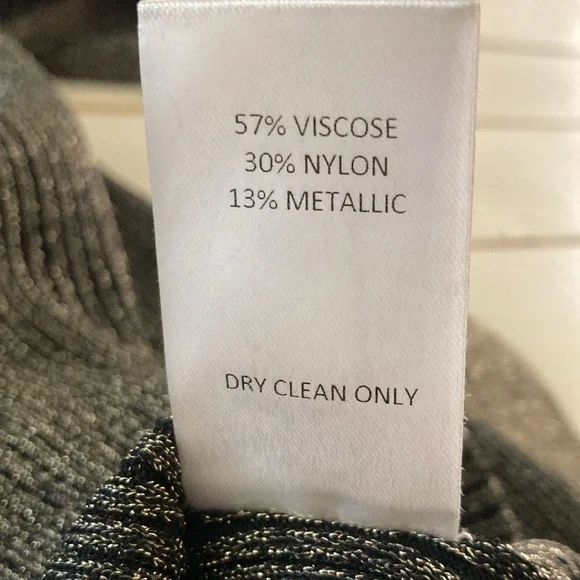 57% VISCOSE
30% NYLON
13% METALLIC
DRY CLEAN ONLY